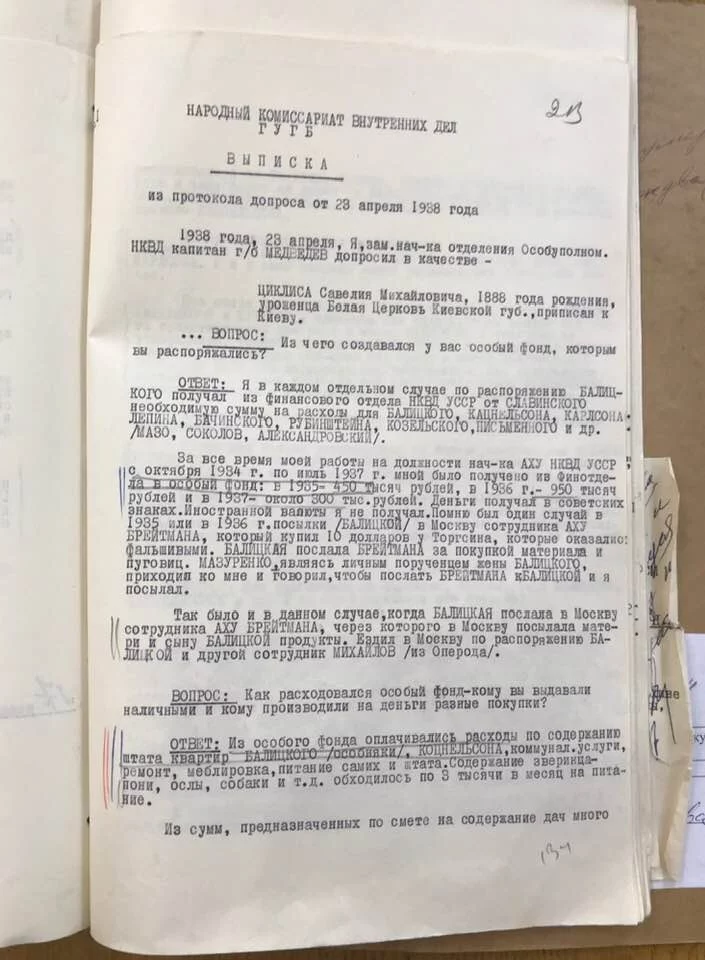 213
НАРОДНЫЙ КОМИССАРИАТ ВНУТРЕННИХ ДЕЛ
ГУГБ
ВЫПИСКА
из протокола допроса от 23 апреля 1938 года
1938 года, 23 апреля, Я, зам.нач-ка отделения Особуполном.
НКВД капитан г/б МЕДВЕДЕВ допросил в качестве -
ЦИКЛИСА Савелия Михайловича, 1888 года рождения,
уроженца Белая Церковь Киевской губ.,приписан к
Киеву.
... ВОПРОС: Из чего создавался у вас особый фонд, которым
вы распоряжались?
ОТВЕТ: Я в каждом отдельном случае по распоряжению БАЛИЦ-
КОГО получал из финансового отдела НКВД УССР от СЛАВИНСКОГО
необходимую сумму на расходы для БАЛИЦКОГО, КАЦНЕЛЬСОНА, КАРЛСОНА
ЛЕПИНА, БАЧИНСКОГО, РУБИНШТЕЙНА, КОЗЕЛЬСКОГО,ПИСЬМЕННОГО и др.
/МАЗО, СОКОЛОВ, АЛЕКСАНДРОВСКИЙ/.
За все время моей работы на должности нач-ка АХУ НКВД УССР
с октября 1934 г. по июль 1937 г. мной было получено из Финотде-
ла в особый фонд: в 1935- 450 тысяч рублей, в 1936 г.- 950 тысяч
рублей и в 1937- около 300 тыс.рублей. Деньги получал в советских
знаках.Иностранной валюты я не получал.Помню был один случай в
1935 или в 1936 г.посылки /БАЛИЦКОЙ/ в Москву сотрудника АХУ
БРЕЙТМАНА, который купил 10 долларов у Торгсина, которые оказалио:
фальшивыми. БАЛИЦКАЯ послала БРЕЙТМАНА за покупкой материала и
пуговиц. МАЗУРЕНКО,являясь личным порученцем жены БАЛИЦКОГО,
приходил ко мне и говорил,чтобы послать БРЕЙТМАНА кБАЛИЦКОЙ и я
посылал.
Так было и в данном случае,когда БАЛИЦКАЯ послала в Москву
сотрудника АХУ БРЕЙТМАНА, через которого в Москву посылала мате-
ри и сыну БАЛИЦКОЙ продукты. Ездил в Москву по распоряжению БА-
ЛИЦКОЙ и другой сотрудник МИХАЙЛОВ /из Оперода/.
ВОПРОС: Как расходовался особый фонд-кому вы выдавали
наличными и кому производили на деньги разные покупки?
ОТВЕТ: Из особого фонда оплачивались расходы по содержанию
штата квартир БАЛИЦКОГО /особняки/, КОЦНЕЛЬСОНА,коммунал.услуги,
ремонт, меблировка,питание самих и штата.Содержание зверинца-
пони, ослы, собаки и т.д. обходилось по 3 тысячи в месяц на пита-
ние.
Из сумм, предназначенных по смете на содержание дач много